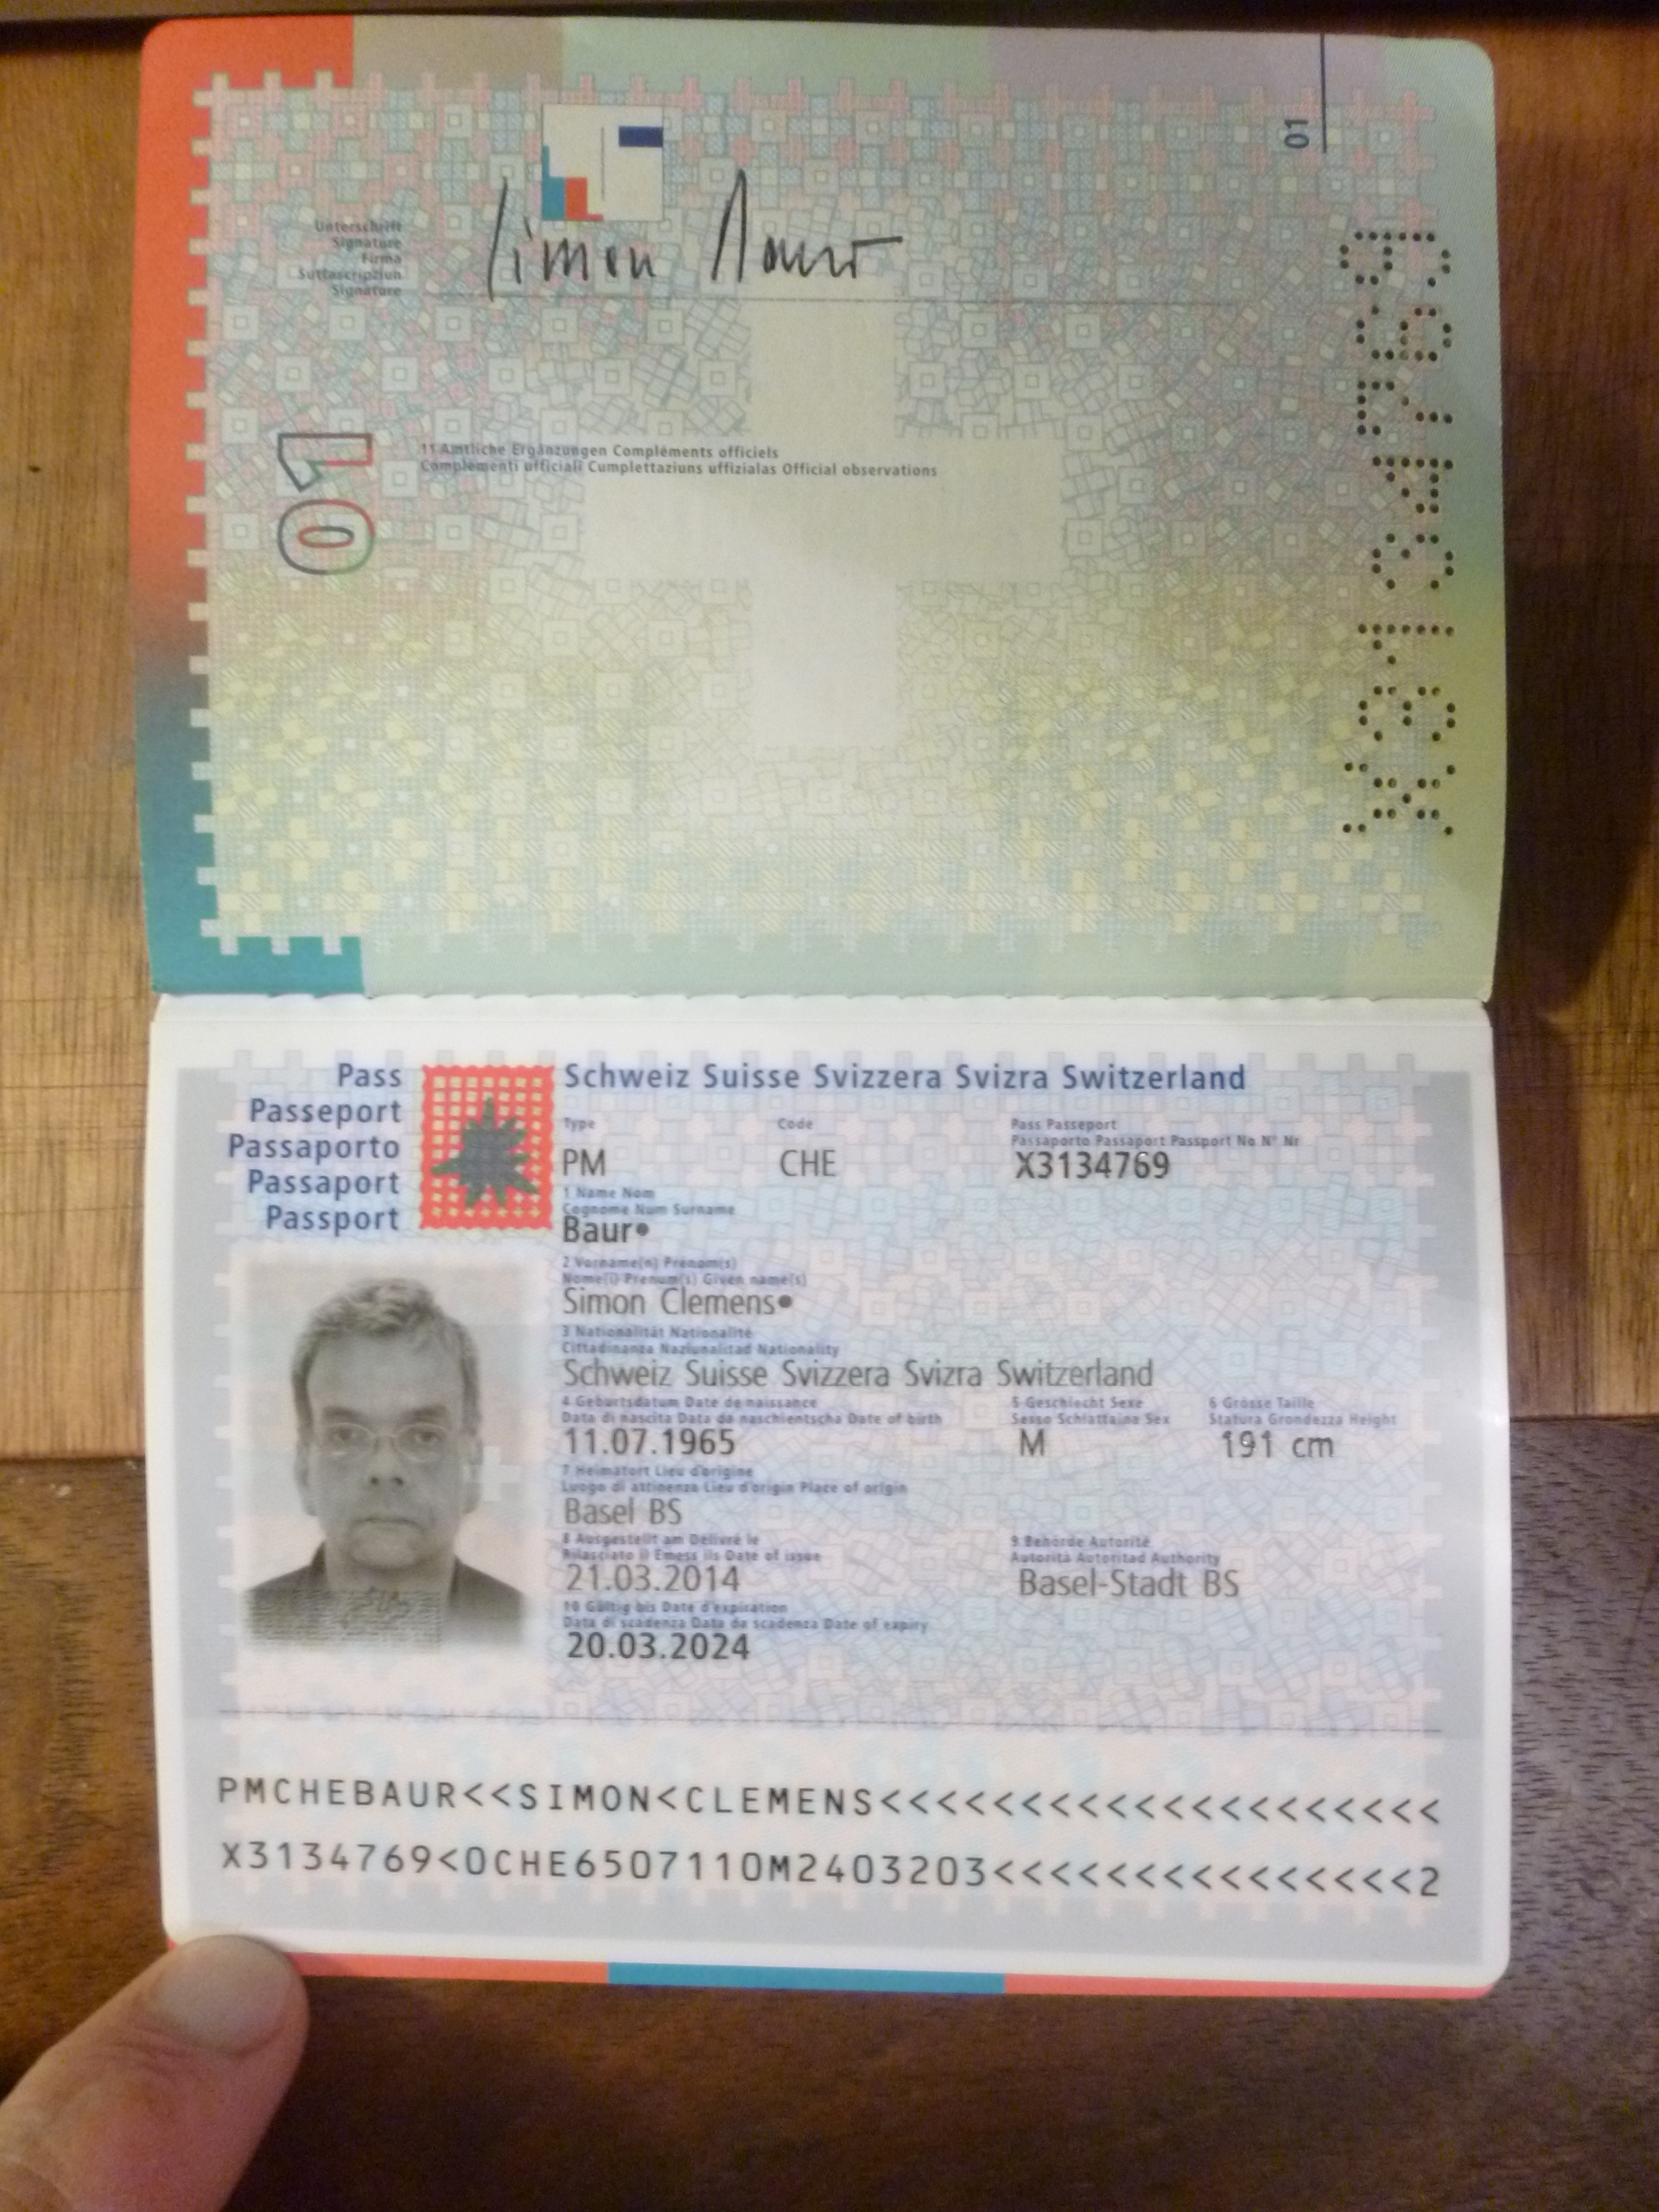 01
Unterschrift
Signature
Firma
Suttascripziun
Signature
Simon Baur
01
11 Amtliche Ergänzungen Compléments officiels
Complementi ufficiali Cumplettaziuns uffizialas Official observations
X3134769
Pass
Passeport
Passaporto
Passaport
Passport
Schweiz Suisse Svizzera Svizra Switzerland
Type
Code
Pass Passeport
Passaporto Passaport Passport No N° Nr
PM
CHE
X3134769
1 Name Nom
Cognome Num Surname
Baur•
2 Vorname(n) Prénom(s)
Nome(i) Prenum(s) Given name(s)
Simon Clemens•
3 Nationalität Nationalité
Cittadinanza Naziunalitad Nationality
Schweiz Suisse Svizzera Svizra Switzerland
4 Geburtsdatum Date de naissance
Data di nascita Data da naschientscha Date of birth
5 Geschlecht Sexe
Sesso Schlattaina Sex
6 Grösse Taille
Statura Grondezza Height
11.07.1965
M
191 cm
7 Heimatort Lieu d'origine
Luogo di attinenza Lieu d'origin Place of origin
Basel BS
8 Ausgestellt am Délivré le
Rilasciato il Emess ils Date of issue
9 Behörde Autorité
Autorità Autoritad Authority
21.03.2014
Basel-Stadt BS
10 Gültig bis Date d'expiration
Data di scadenza Data da scadenza Date of expiry
20.03.2024
PMCHEBAUR<<SIMON<CLEMENS<<<<<<<<<<<<<<<<<<<<
X3134769<0CHE6507110M2403203<<<<<<<<<<<<<<<2